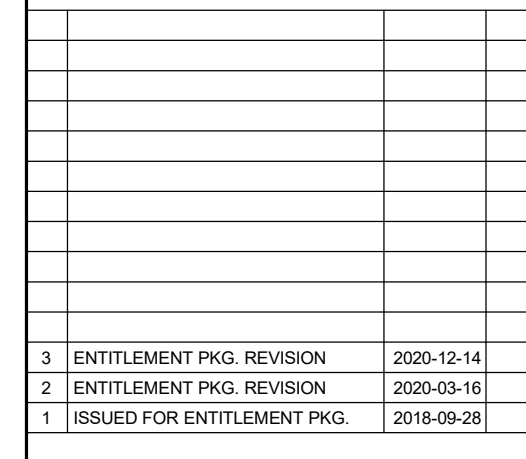 3 ENTITLEMENT PKG. REVISION 2020-12-14
2 ENTITLEMENT PKG. REVISION 2020-03-16
1 ISSUED FOR ENTITLEMENT PKG. 2018-09-28